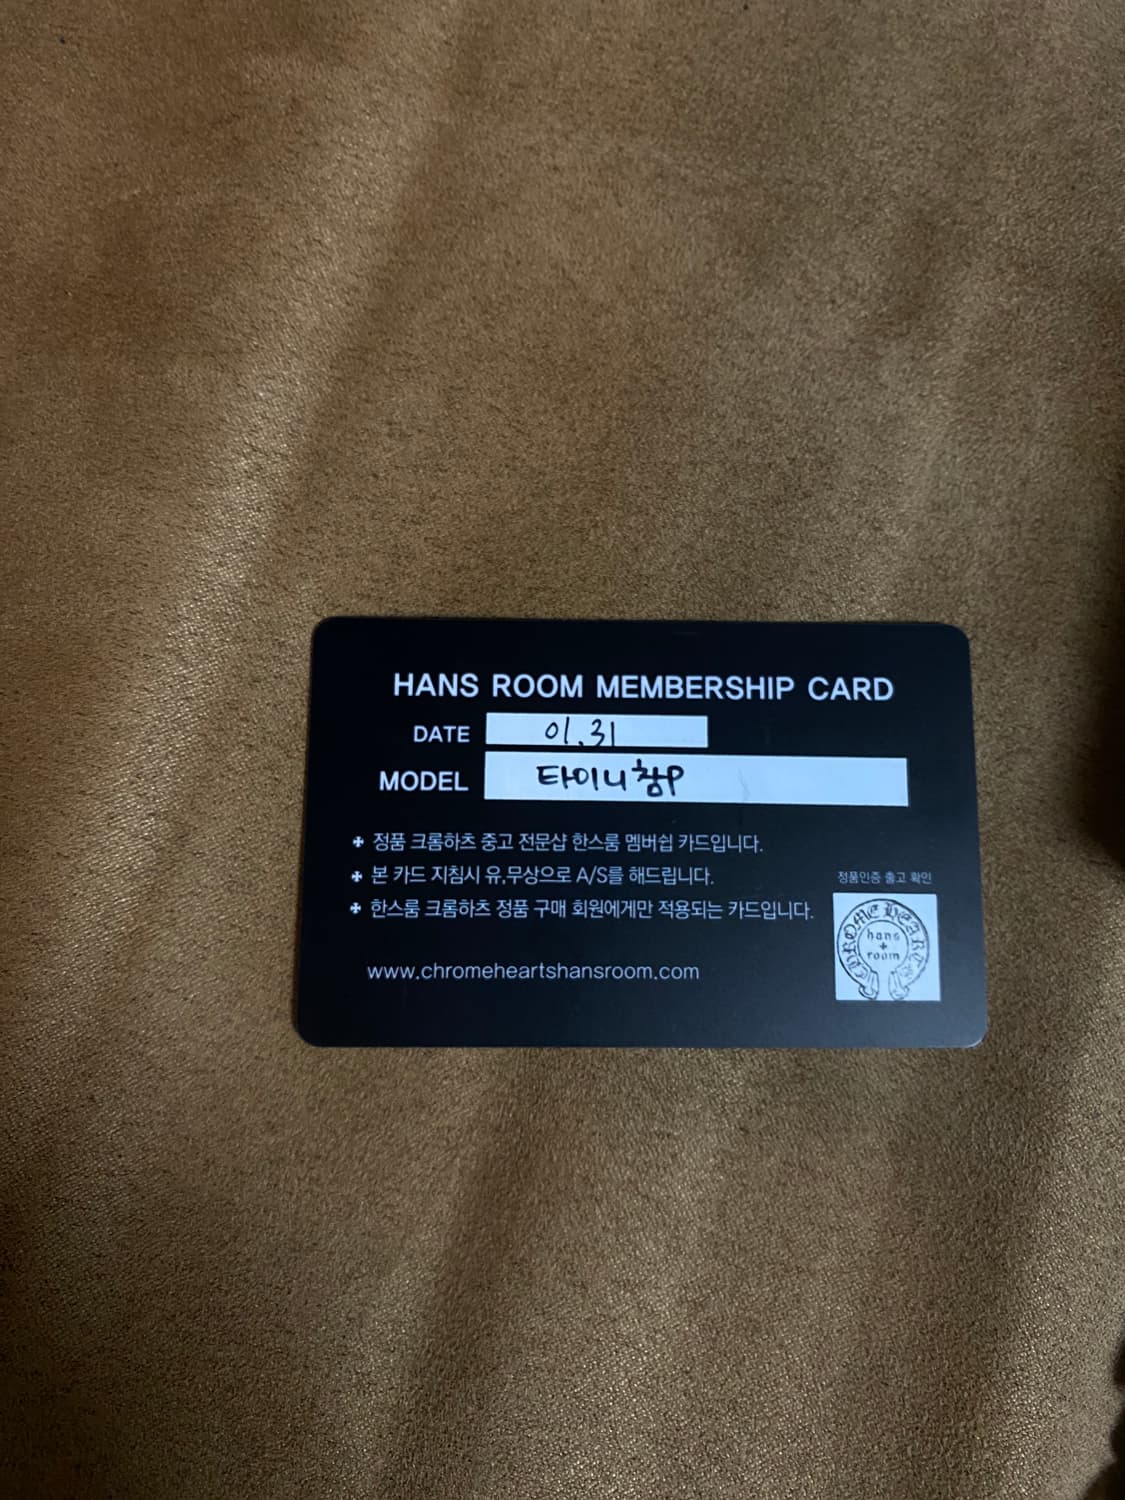 HANS ROOM MEMBERSHIP CARD
DATE 01.31
MODEL 타이니참P
정품 크롬하츠 중고 전문샵 한스룸 멤버쉽 카드입니다.
본 카드 지침시 유,무상으로 A/S를 해드립니다.
한스룸 크롬하츠 정품 구매 회원에게만 적용되는 카드입니다.
정품인증 출고 확인
CHROME HEARTS
hans
+
room
www.chromeheartshansroom.com